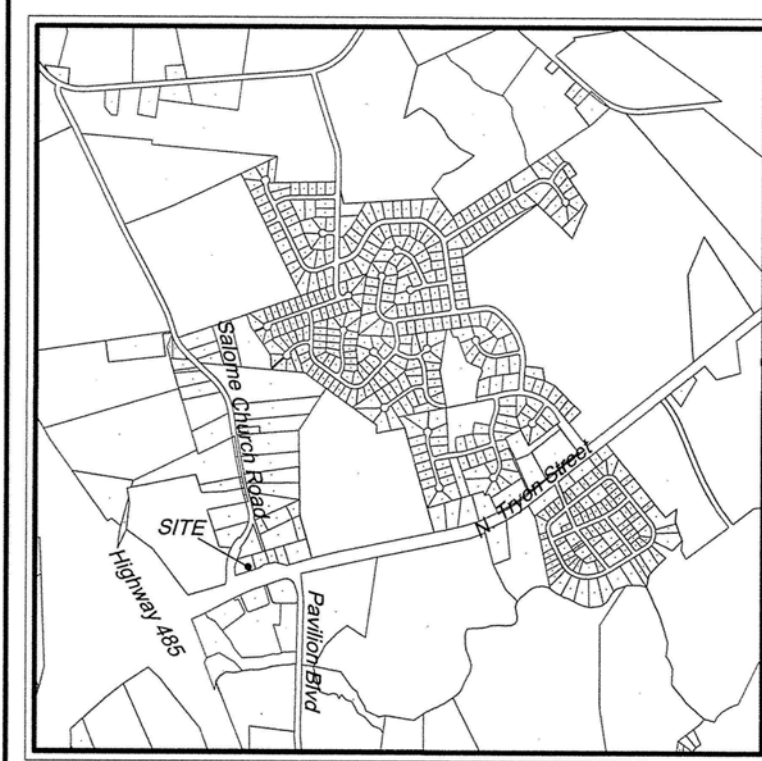 Salome Church Road
N. Tryon Street
SITE
Highway 485
Pavilion Blvd